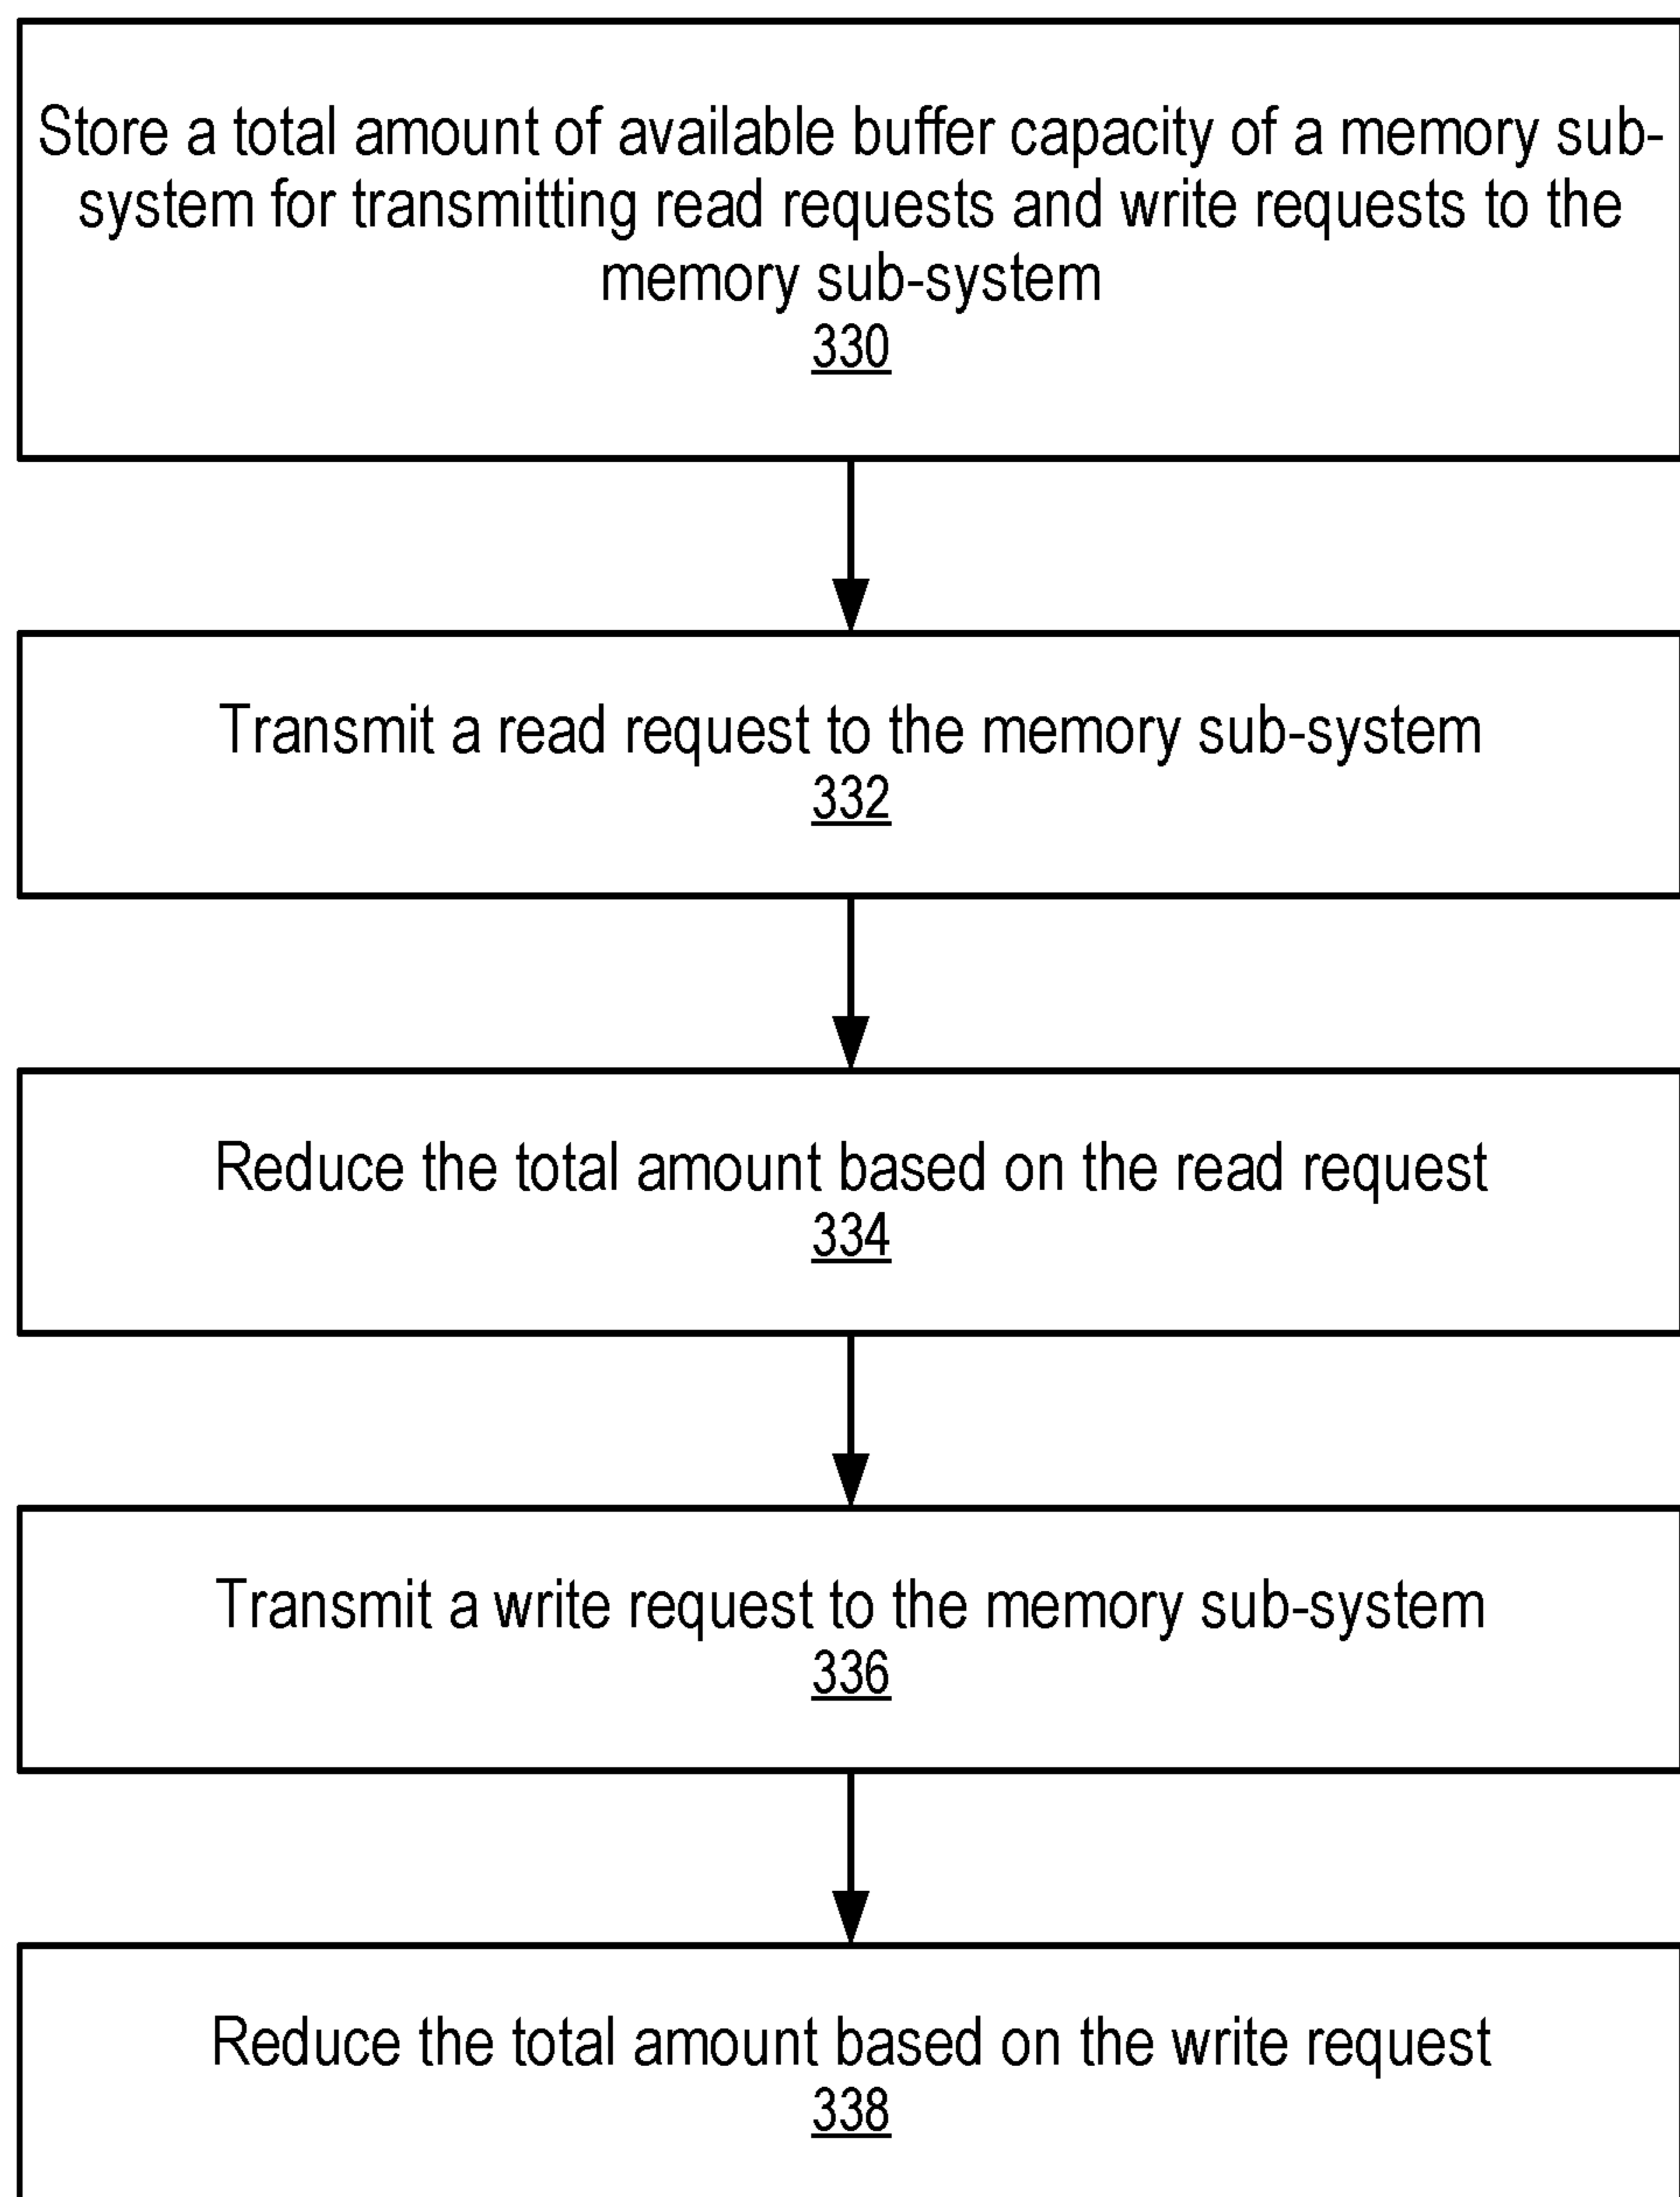 Store a total amount of available buffer capacity of a memory sub-
system for transmitting read requests and write requests to the
memory sub-system
330
Transmit a read request to the memory sub-system
332
Reduce the total amount based on the read request
334
Transmit a write request to the memory sub-system
336
Reduce the total amount based on the write request
338